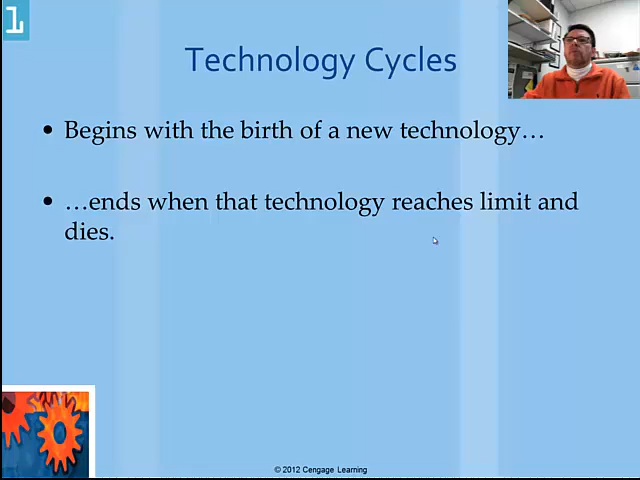 1
Technology Cycles
• Begins with the birth of a new technology…
• …ends when that technology reaches limit and
dies.
© 2012 Cengage Learning